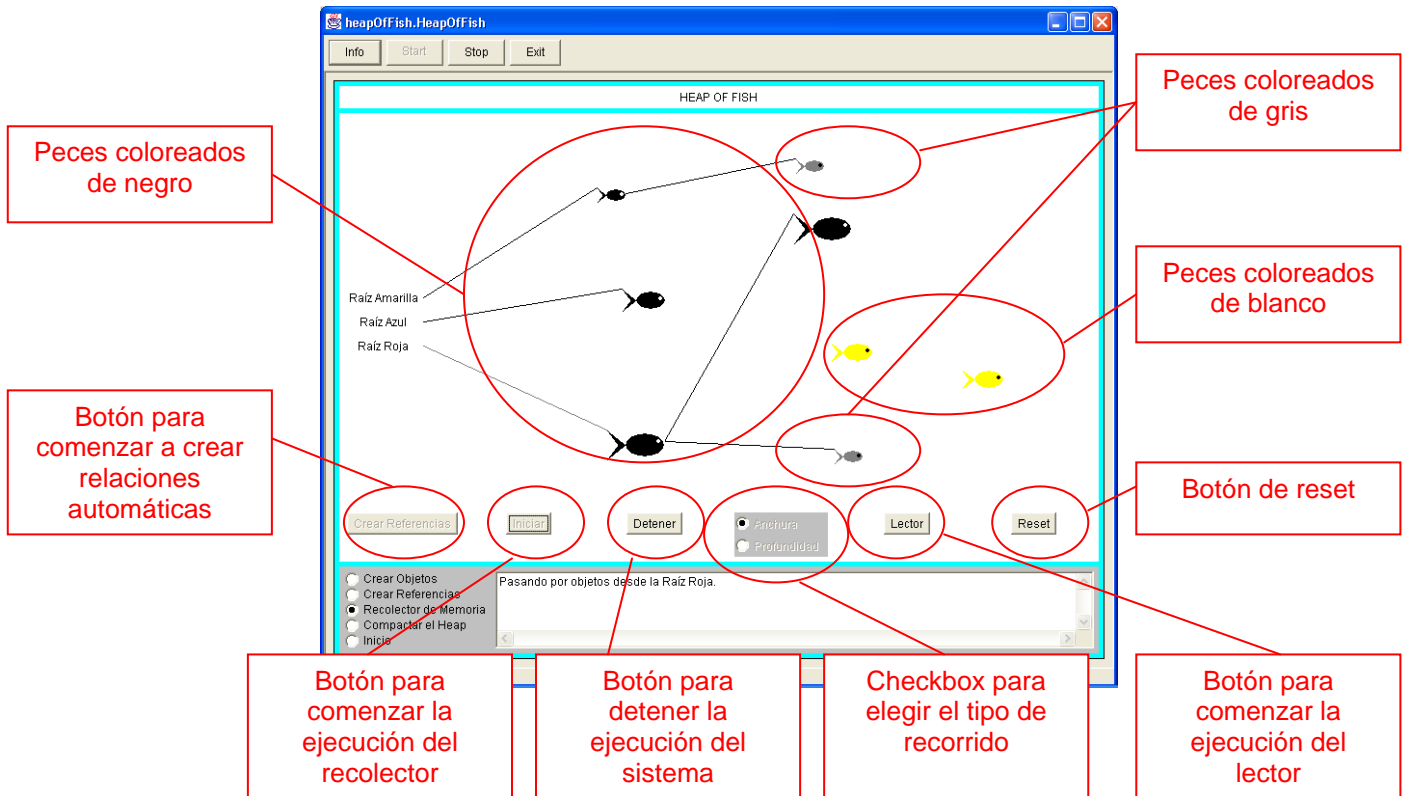 heapOfFish.HeapOfFish
Info Start Stop Exit
HEAP OF FISH
Peces coloreados
de gris
Peces coloreados
de negro
Peces coloreados
de blanco
Raíz Amarilla
Raíz Azul
Raíz Roja
Botón para
comenzar a crear
relaciones
automáticas
Botón de reset
Crear Referencias
Iniciar
Detener
Anchura
Profundidad
Lector
Reset
Crear Objetos
Crear Referencias
Recolector de Memoria
Compactar el Heap
Inicio
Pasando por objetos desde la Raíz Roja.
Botón para
comenzar la
ejecución del
recolector
Botón para
detener la
ejecución del
sistema
Checkbox para
elegir el tipo de
recorrido
Botón para
comenzar la
ejecución del
lector